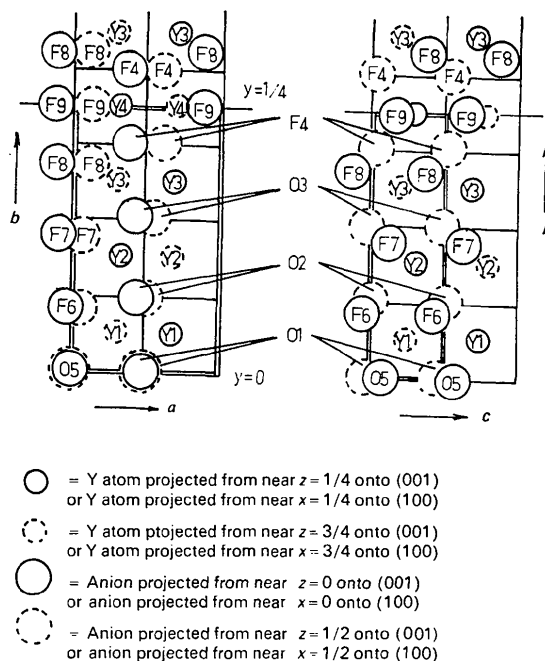 Y3 Y3 F8 F9 F8 F8
F4 F4
F9 F9 Y4 Y4 F9
y=1/4
F8 F8 Y3 Y3
F7 F7
Y2 Y2
F6
Y1 Y1
O5
y=0
b
a
F4
O3
O2
O1
Y3 Y3
F8 F8
F4 F4
F9 F9
F8 F8 Y3 Y3
F7 F7
Y2 Y2
F6 F6
Y1 Y1
O5 O5
c
= Y atom projected from near z = 1/4 onto (001)
or Y atom projected from near x = 1/4 onto (100)
= Y atom ptojected from near z = 3/4 onto (001)
or Y atom projected from near x = 3/4 onto (100)
= Anion projected from near z = 0 onto (001)
or anion projected from near x = 0 onto (100)
= Anion projected from near z = 1/2 onto (001)
or anion projected from near x = 1/2 onto (100)